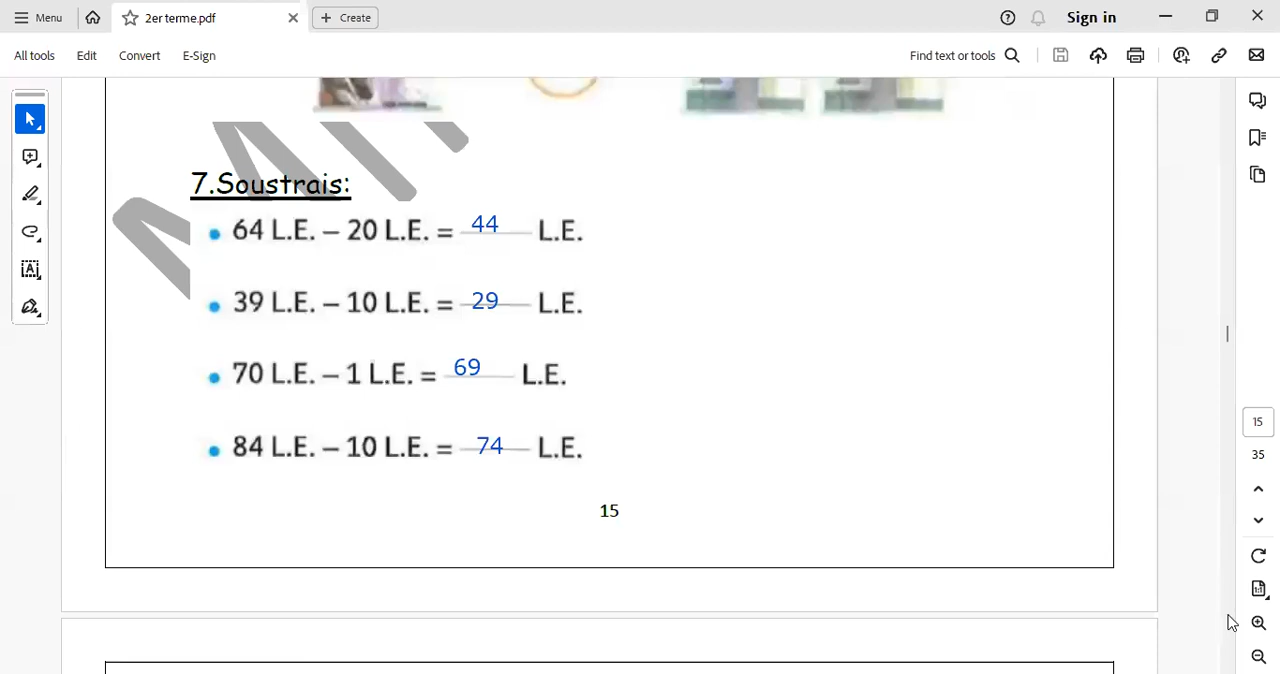 Menu
2er terme.pdf
Create
Sign in
All tools Edit Convert E-Sign
Find text or tools
7.Soustrais:
64 L.E. – 20 L.E. = 44 L.E.
39 L.E. – 10 L.E. = 29 L.E.
70 L.E. – 1 L.E. = 69 L.E.
84 L.E. – 10 L.E. = 74 L.E.
15
15
35